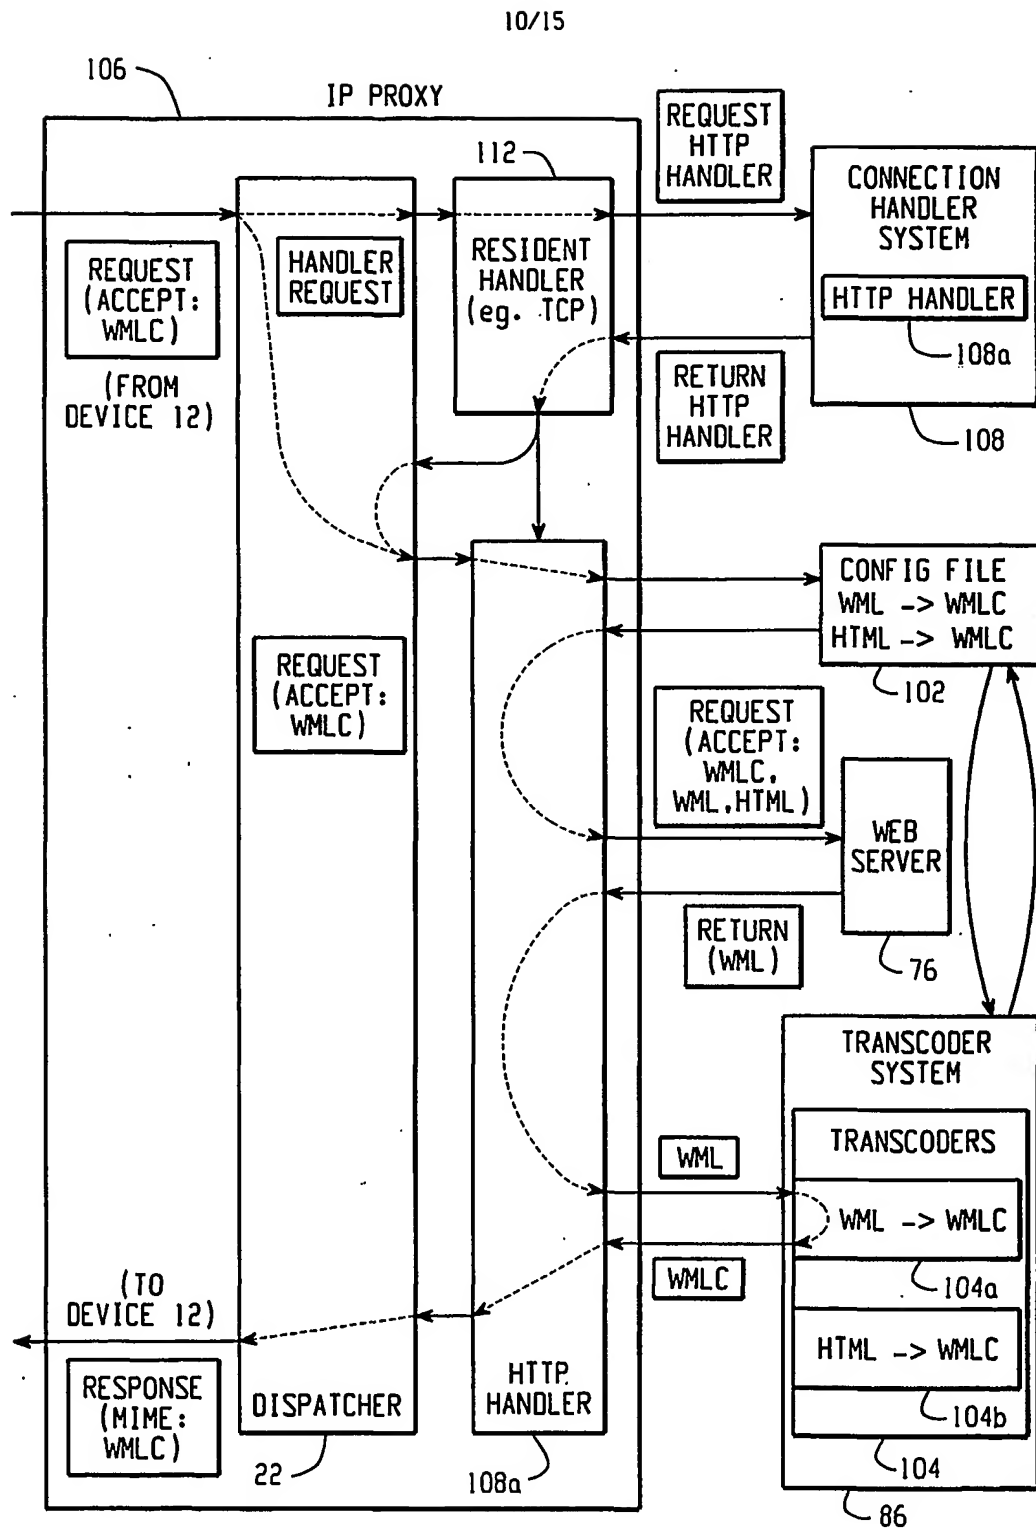 10/15
106
IP PROXY
112
REQUEST
HTTP
HANDLER
CONNECTION
HANDLER
SYSTEM
HTTP HANDLER
108a
108
REQUEST
(ACCEPT:
WMLC)
(FROM
DEVICE 12)
HANDLER
REQUEST
RESIDENT
HANDLER
(eg. TCP)
RETURN
HTTP
HANDLER
CONFIG FILE
WML -> WMLC
HTML -> WMLC
102
REQUEST
(ACCEPT:
WMLC)
REQUEST
(ACCEPT:
WMLC,
WML,HTML)
WEB
SERVER
76
RETURN
(WML)
TRANSCODER
SYSTEM
TRANSCODERS
WML
WML -> WMLC
104a
WMLC
HTML -> WMLC
104b
104
86
(TO
DEVICE 12)
RESPONSE
(MIME:
WMLC)
DISPATCHER
22
HTTP
HANDLER
108a